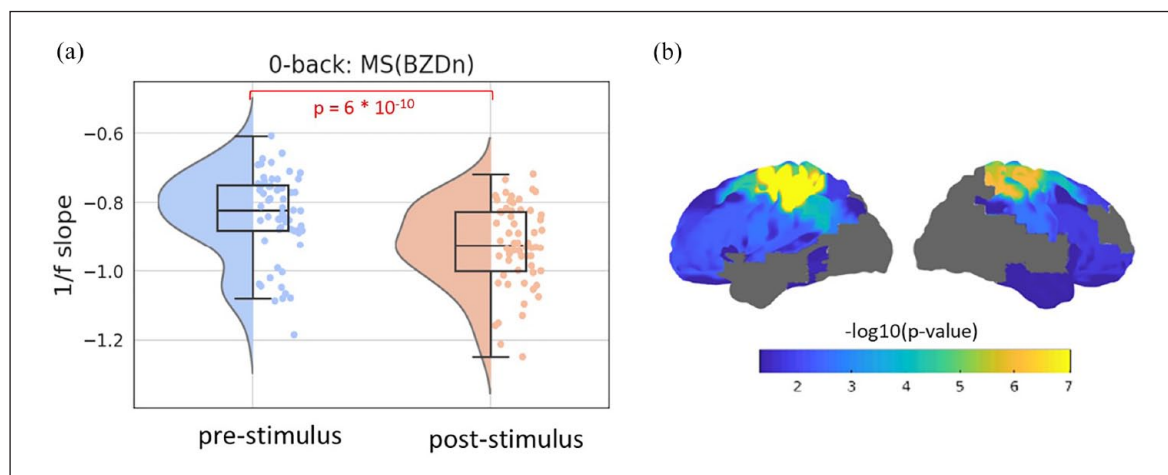 (a)
0-back: MS(BZDn)
p = 6 * 10⁻¹⁰
1/f slope
−0.6
−0.8
−1.0
−1.2
pre-stimulus
post-stimulus
(b)
-log10(p-value)
2 3 4 5 6 7